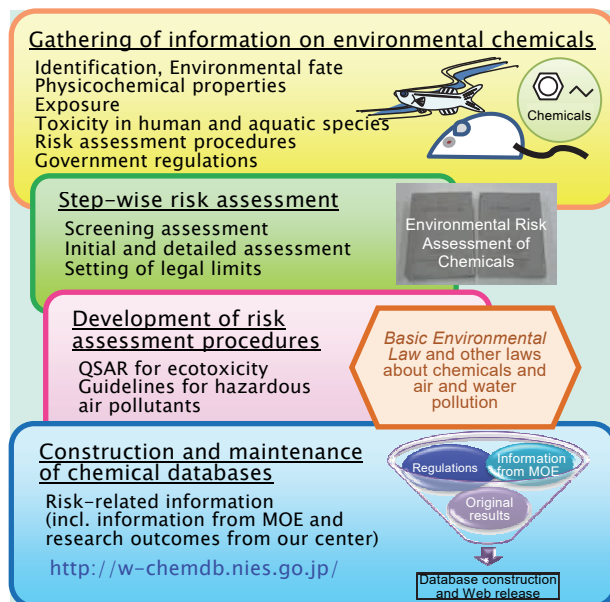 Gathering of information on environmental chemicals
Identification, Environmental fate
Physicochemical properties
Exposure
Toxicity in human and aquatic species
Risk assessment procedures
Government regulations
Chemicals
Step-wise risk assessment
Screening assessment
Initial and detailed assessment
Setting of legal limits
Environmental Risk
Assessment of
Chemicals
Development of risk
assessment procedures
QSAR for ecotoxicity
Guidelines for hazardous
air pollutants
Basic Environmental
Law and other laws
about chemicals and
air and water
pollution
Construction and maintenance
of chemical databases
Risk-related information
(incl. information from MOE and
research outcomes from our center)
http://w-chemdb.nies.go.jp/
Regulations
Information
from MOE
Original
results
Database construction
and Web release